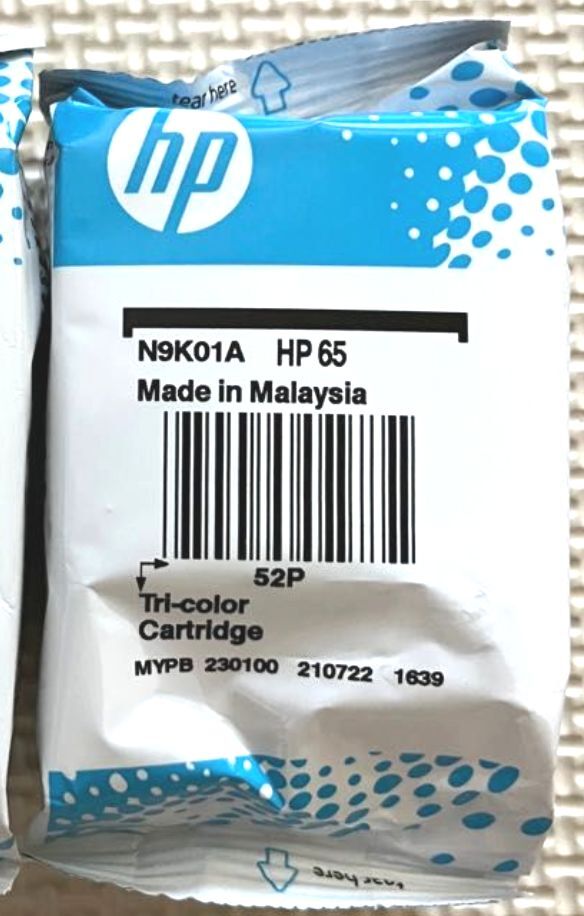 tear here
hp
N9K01A HP 65
Made in Malaysia
52P
Tri-color
Cartridge
MYPB 230100 210722 1639
tear here